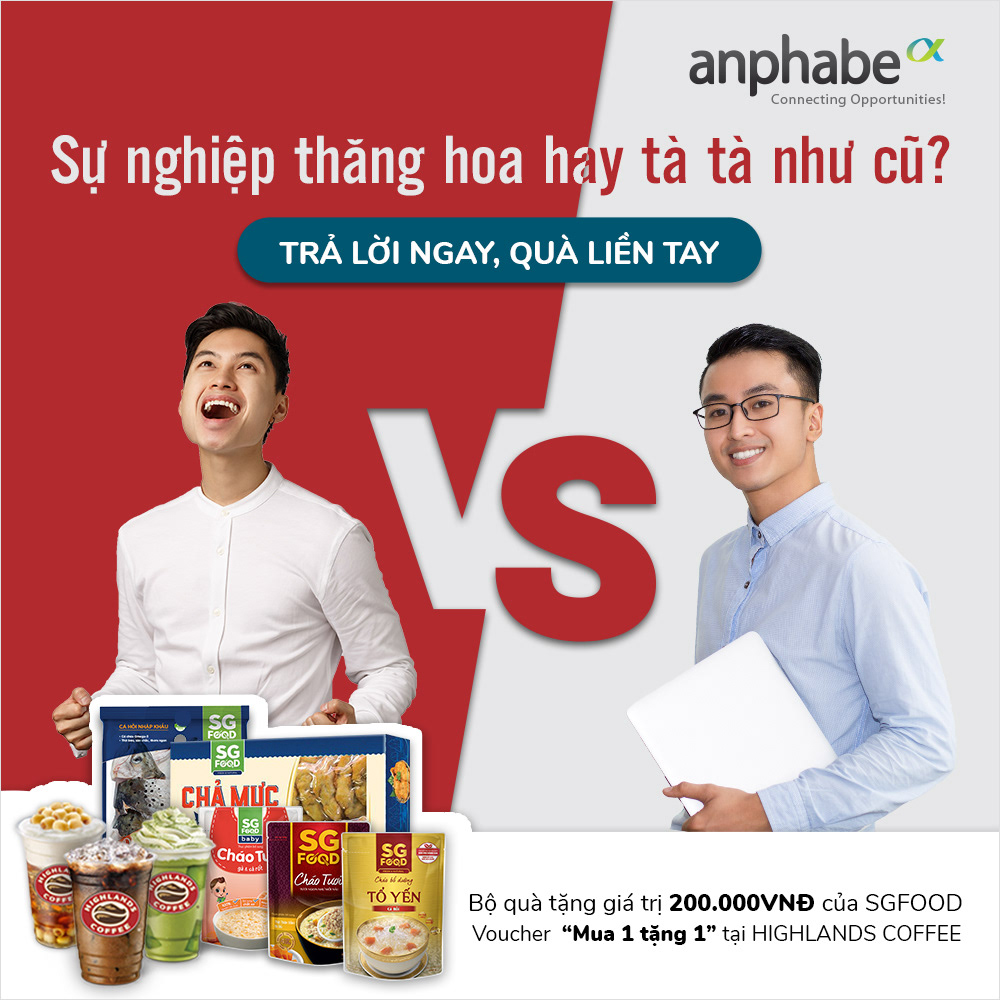 anphabe
Connecting Opportunities!
Sự nghiệp thăng hoa hay tà tà như cũ?
TRẢ LỜI NGAY, QUÀ LIỀN TAY
VS
CÁ HỒI NHẬP KHẨU
SG
FOOD
SG
FOOD
CHẢ MỰC
SG
FOOD
baby
Cháo Tươi
SG
FOOD
Cháo Tươi
SG
FOOD
Cháo bổ dưỡng
TỔ YẾN
HIGHLANDS
COFFEE
HIGHLANDS
COFFEE
Bộ quà tặng giá trị 200.000VNĐ của SGFOOD
Voucher “Mua 1 tặng 1” tại HIGHLANDS COFFEE